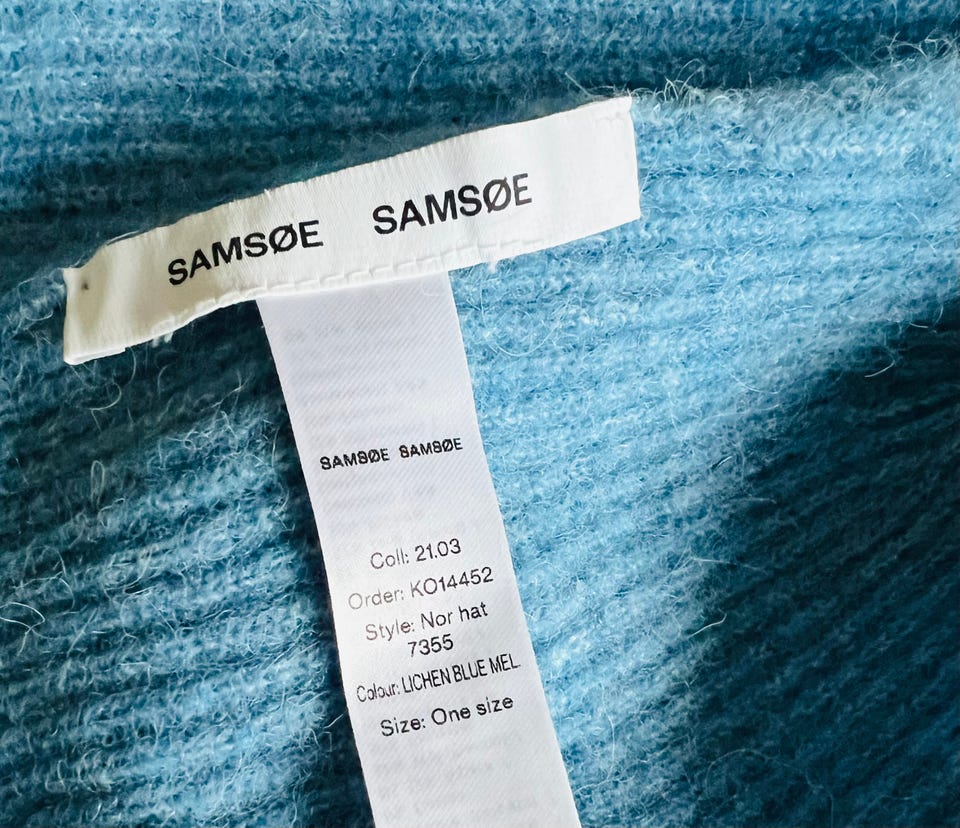 SAMSØE SAMSØE
SAMSØE SAMSØE
Coll: 21.03
Order: KO14452
Style: Nor hat
7355
Colour: LICHEN BLUE MEL.
Size: One size